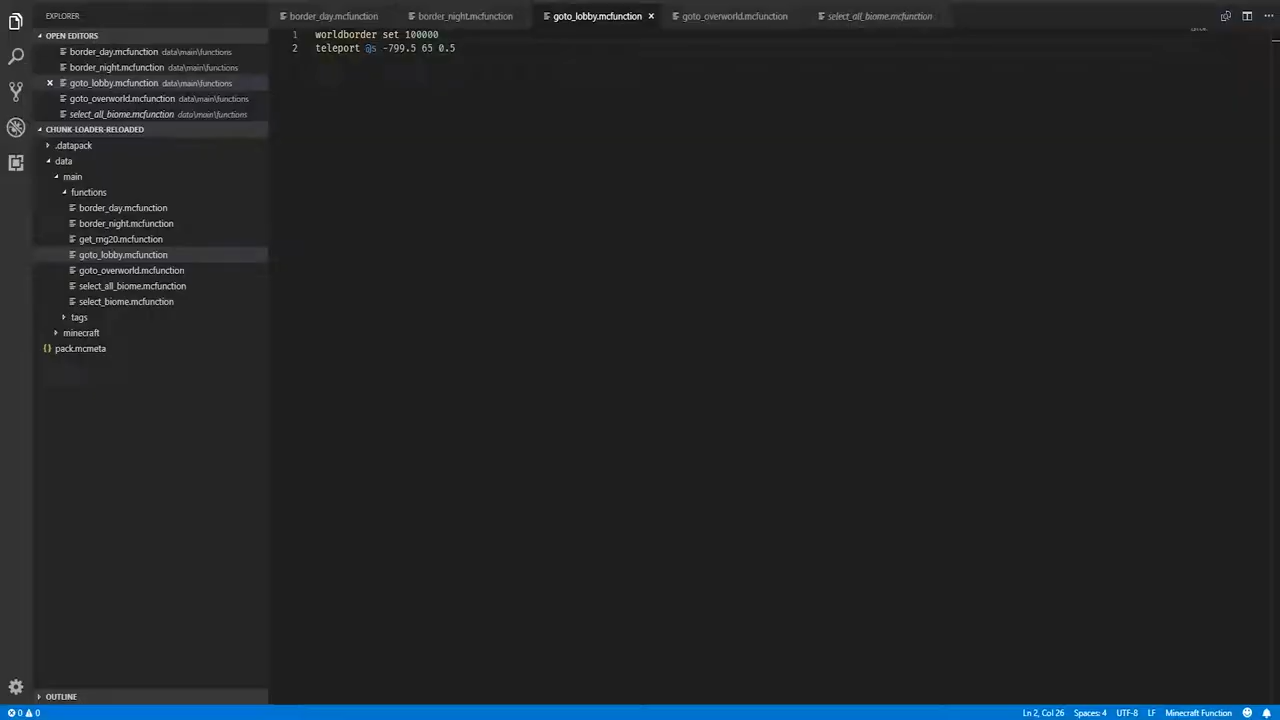 EXPLORER
OPEN EDITORS
border_day.mcfunction data\main\functions
border_night.mcfunction data\main\functions
goto_lobby.mcfunction data\main\functions
goto_overworld.mcfunction data\main\functions
select_all_biome.mcfunction data\main\functions
CHUNK-LOADER-RELOADED
.datapack
data
main
functions
border_day.mcfunction
border_night.mcfunction
get_rng20.mcfunction
goto_lobby.mcfunction
goto_overworld.mcfunction
select_all_biome.mcfunction
select_biome.mcfunction
tags
minecraft
{} pack.mcmeta
OUTLINE
border_day.mcfunction border_night.mcfunction goto_lobby.mcfunction goto_overworld.mcfunction select_all_biome.mcfunction
1 worldborder set 100000
2 teleport @s -799.5 65 0.5
0 0 Ln 2, Col 26 Spaces: 4 UTF-8 LF Minecraft Function